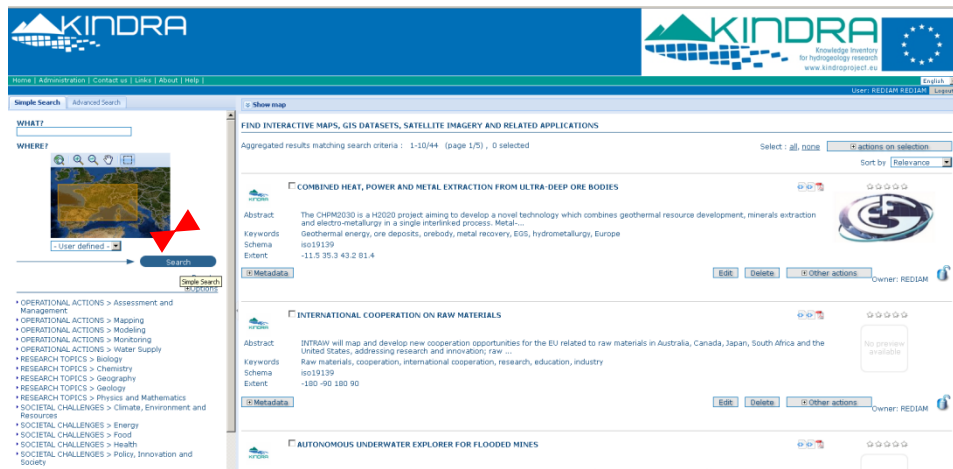 KINDRA
KINDRA
Knowledge Inventory
for hydrogeology research
www.kindraproject.eu
Home | Administration | Contact us | Links | About | Help |
English
User: REDIAM REDIAM Logout
Simple Search Advanced Search
Show map
WHAT?
WHERE?
- User defined -
Search
Simple Search
Options
• OPERATIONAL ACTIONS > Assessment and
Management
• OPERATIONAL ACTIONS > Mapping
• OPERATIONAL ACTIONS > Modeling
• OPERATIONAL ACTIONS > Monitoring
• OPERATIONAL ACTIONS > Water Supply
• RESEARCH TOPICS > Biology
• RESEARCH TOPICS > Chemistry
• RESEARCH TOPICS > Geography
• RESEARCH TOPICS > Geology
• RESEARCH TOPICS > Physics and Mathematics
• SOCIETAL CHALLENGES > Climate, Environment and
Resources
• SOCIETAL CHALLENGES > Energy
• SOCIETAL CHALLENGES > Food
• SOCIETAL CHALLENGES > Health
• SOCIETAL CHALLENGES > Policy, Innovation and
Society
FIND INTERACTIVE MAPS, GIS DATASETS, SATELLITE IMAGERY AND RELATED APPLICATIONS
Aggregated results matching search criteria : 1-10/44 (page 1/5) , 0 selected
Select : all, none actions on selection
Sort by Relevance
KINDRA
COMBINED HEAT, POWER AND METAL EXTRACTION FROM ULTRA-DEEP ORE BODIES
Abstract The CHPM2030 is a H2020 project aiming to develop a novel technology which combines geothermal resource development, minerals extraction
and electro-metallurgy in a single interlinked process. Metal-...
Keywords Geothermal energy, ore deposits, orebody, metal recovery, EGS, hydrometallurgy, Europe
Schema iso19139
Extent -11.5 35.3 43.2 81.4
EFG
Metadata Edit Delete Other actions Owner: REDIAM
KINDRA
INTERNATIONAL COOPERATION ON RAW MATERIALS
Abstract INTRAW will map and develop new cooperation opportunities for the EU related to raw materials in Australia, Canada, Japan, South Africa and the
United States, addressing research and innovation; raw ...
Keywords Raw materials, cooperation, international cooperation, research, education, industry
Schema iso19139
Extent -180 -90 180 90
No preview
available
Metadata Edit Delete Other actions Owner: REDIAM
KINDRA
AUTONOMOUS UNDERWATER EXPLORER FOR FLOODED MINES